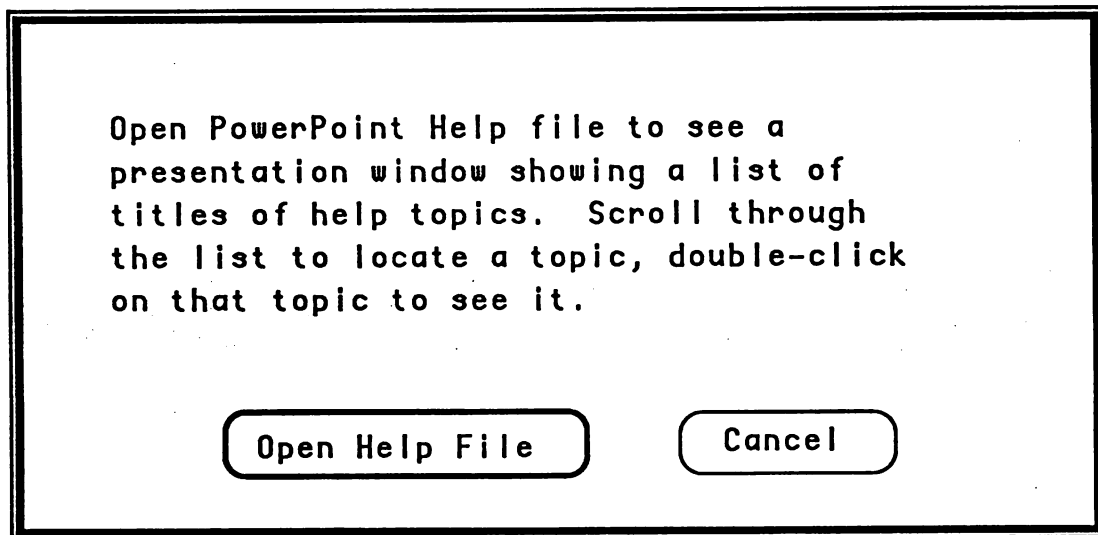 Open PowerPoint Help file to see a
presentation window showing a list of
titles of help topics.  Scroll through
the list to locate a topic, double-click
on that topic to see it.
Open Help File
Cancel